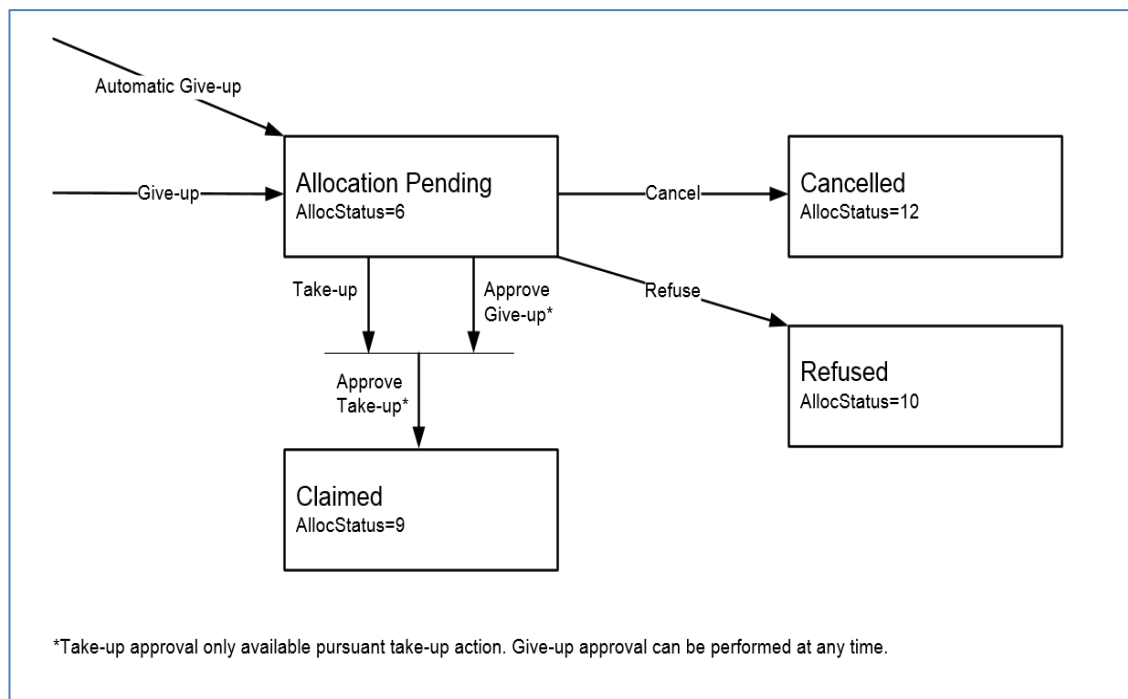 Automatic Give-up
Allocation Pending
AllocStatus=6
Give-up
Cancel
Cancelled
AllocStatus=12
Take-up
Approve
Give-up*
Refuse
Refused
AllocStatus=10
Approve
Take-up*
Claimed
AllocStatus=9
*Take-up approval only available pursuant take-up action. Give-up approval can be performed at any time.